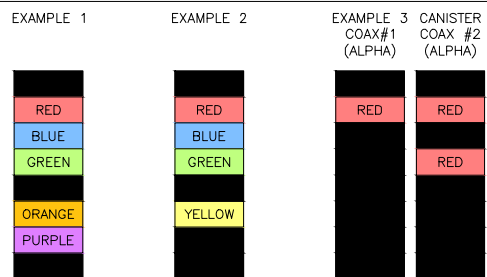 EXAMPLE 1
RED
BLUE
GREEN
ORANGE
PURPLE
EXAMPLE 2
RED
BLUE
GREEN
YELLOW
EXAMPLE 3
COAX#1
(ALPHA)
RED
CANISTER
COAX #2
(ALPHA)
RED
RED